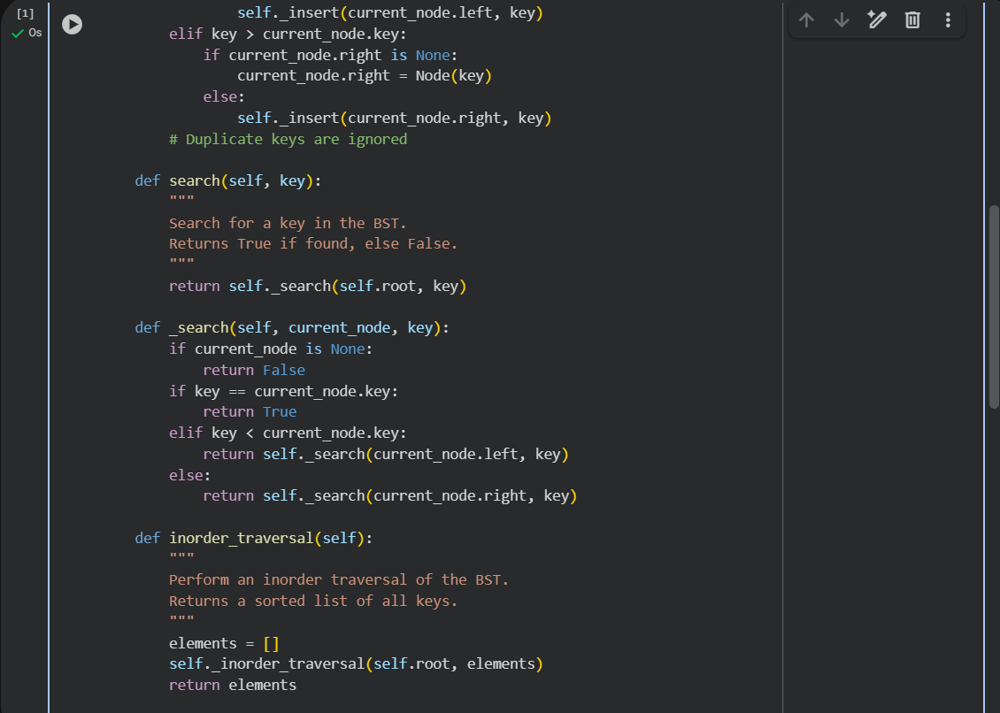 [1]
0s
            self._insert(current_node.left, key)
    elif key > current_node.key:
        if current_node.right is None:
            current_node.right = Node(key)
        else:
            self._insert(current_node.right, key)
    # Duplicate keys are ignored

def search(self, key):
    """
    Search for a key in the BST.
    Returns True if found, else False.
    """
    return self._search(self.root, key)

def _search(self, current_node, key):
    if current_node is None:
        return False
    if key == current_node.key:
        return True
    elif key < current_node.key:
        return self._search(current_node.left, key)
    else:
        return self._search(current_node.right, key)

def inorder_traversal(self):
    """
    Perform an inorder traversal of the BST.
    Returns a sorted list of all keys.
    """
    elements = []
    self._inorder_traversal(self.root, elements)
    return elements